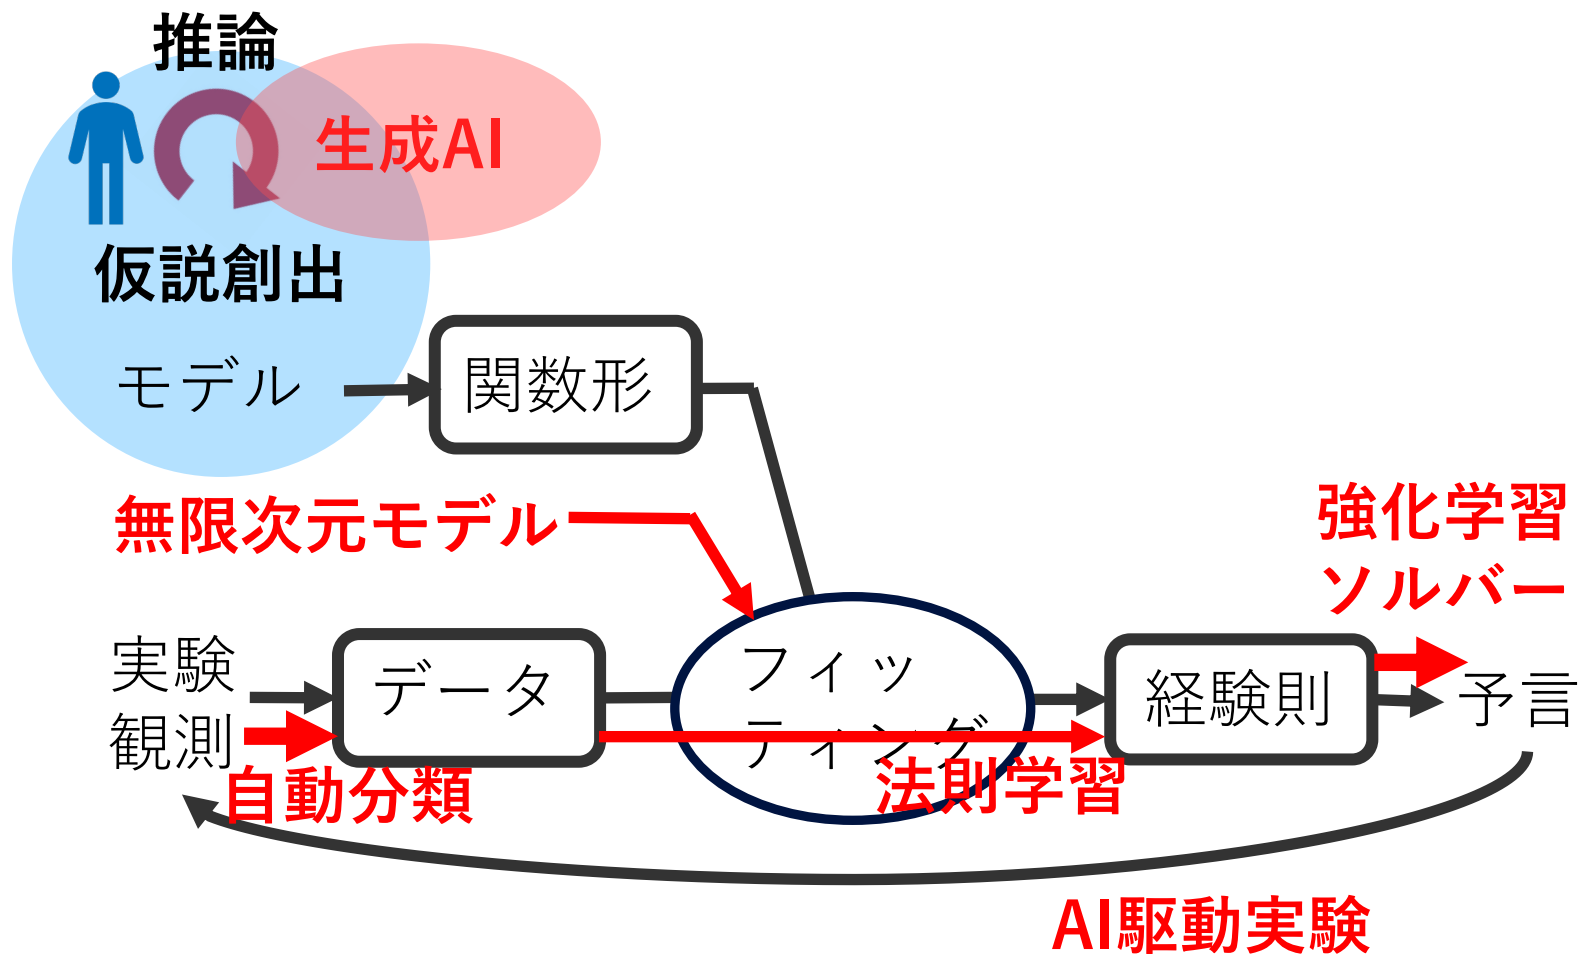 推論
生成AI
仮説創出
モデル
関数形
無限次元モデル
強化学習
ソルバー
実験
観測
データ
フィッ
ティング
経験則
予言
自動分類
法則学習
AI駆動実験